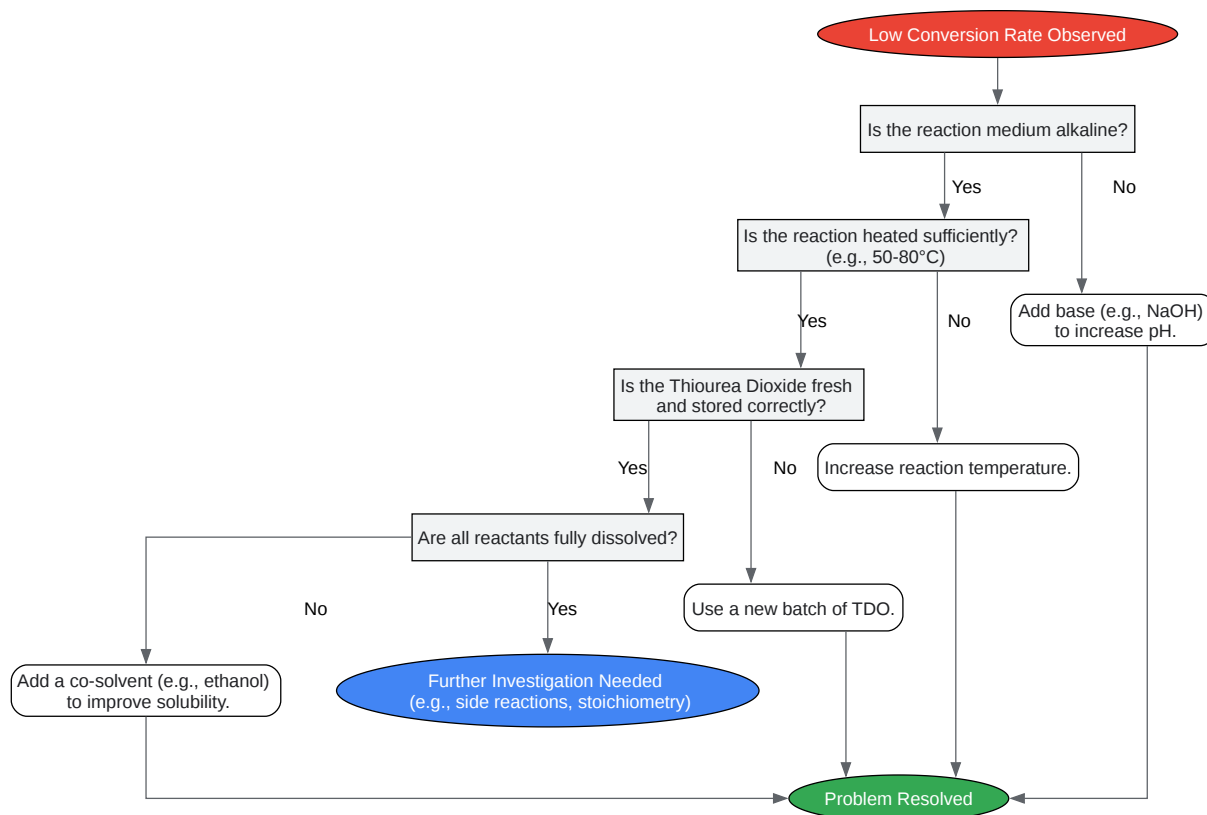 Low Conversion Rate Observed
Is the reaction medium alkaline?
Yes
No
Is the reaction heated sufficiently?
(e.g., 50-80°C)
Add base (e.g., NaOH)
to increase pH.
Yes
No
Is the Thiourea Dioxide fresh
and stored correctly?
Yes
No
Increase reaction temperature.
Are all reactants fully dissolved?
No
Yes
Use a new batch of TDO.
Add a co-solvent (e.g., ethanol)
to improve solubility.
Further Investigation Needed
(e.g., side reactions, stoichiometry)
Problem Resolved